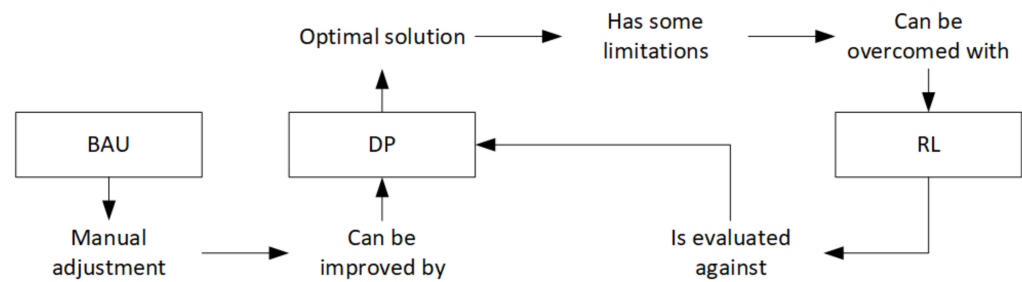 Optimal solution
Has some
limitations
Can be
overcomed with
BAU
DP
RL
Manual
adjustment
Can be
improved by
Is evaluated
against